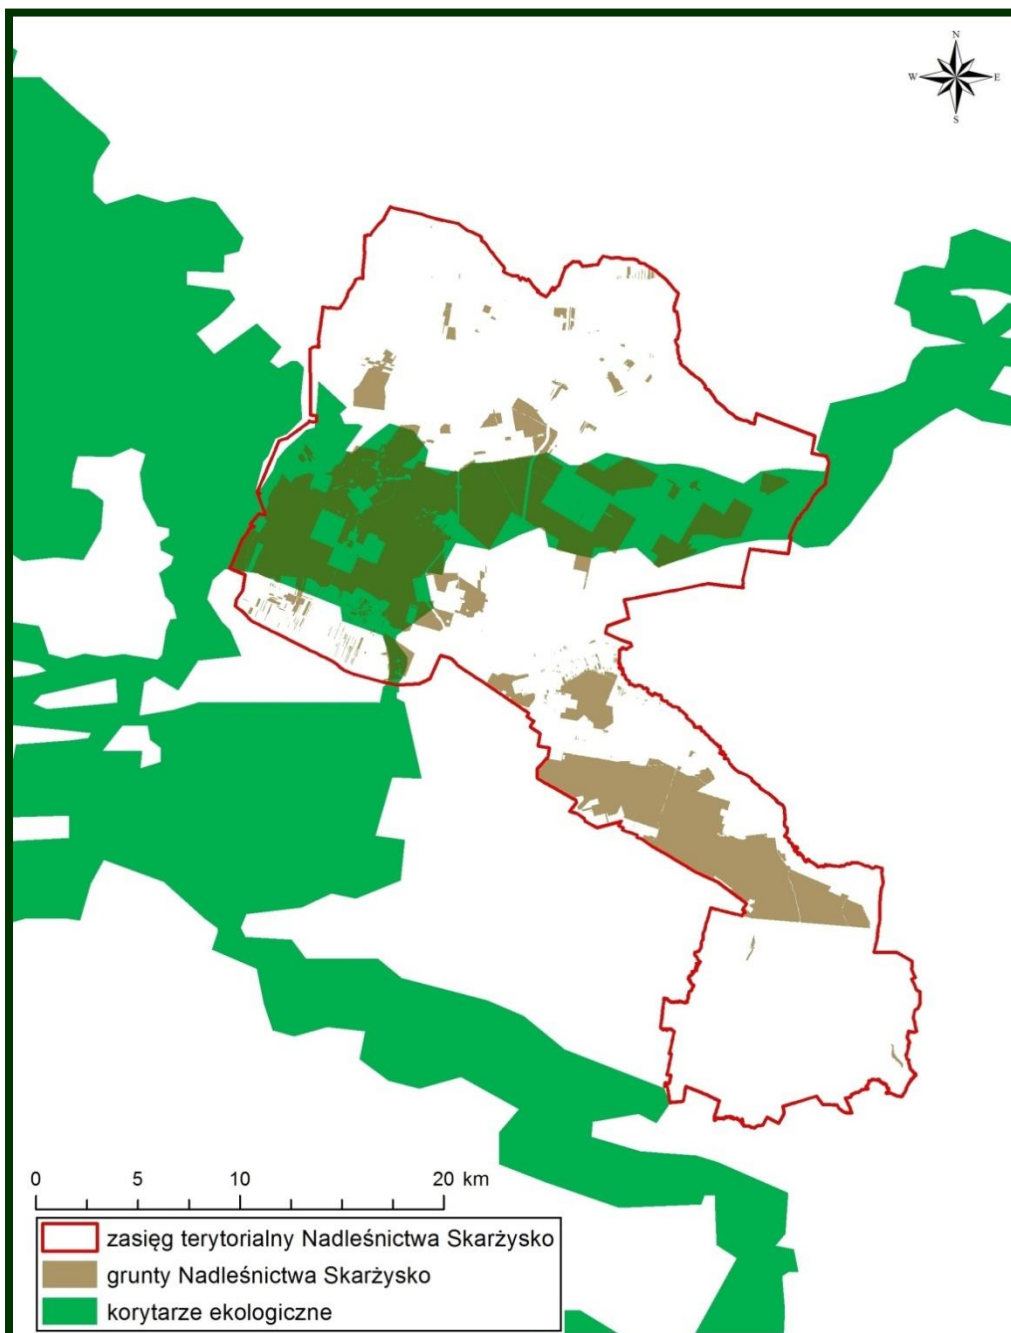 N
W E
S
0 5 10 20 km
zasięg terytorialny Nadleśnictwa Skarżysko
grunty Nadleśnictwa Skarżysko
korytarze ekologiczne